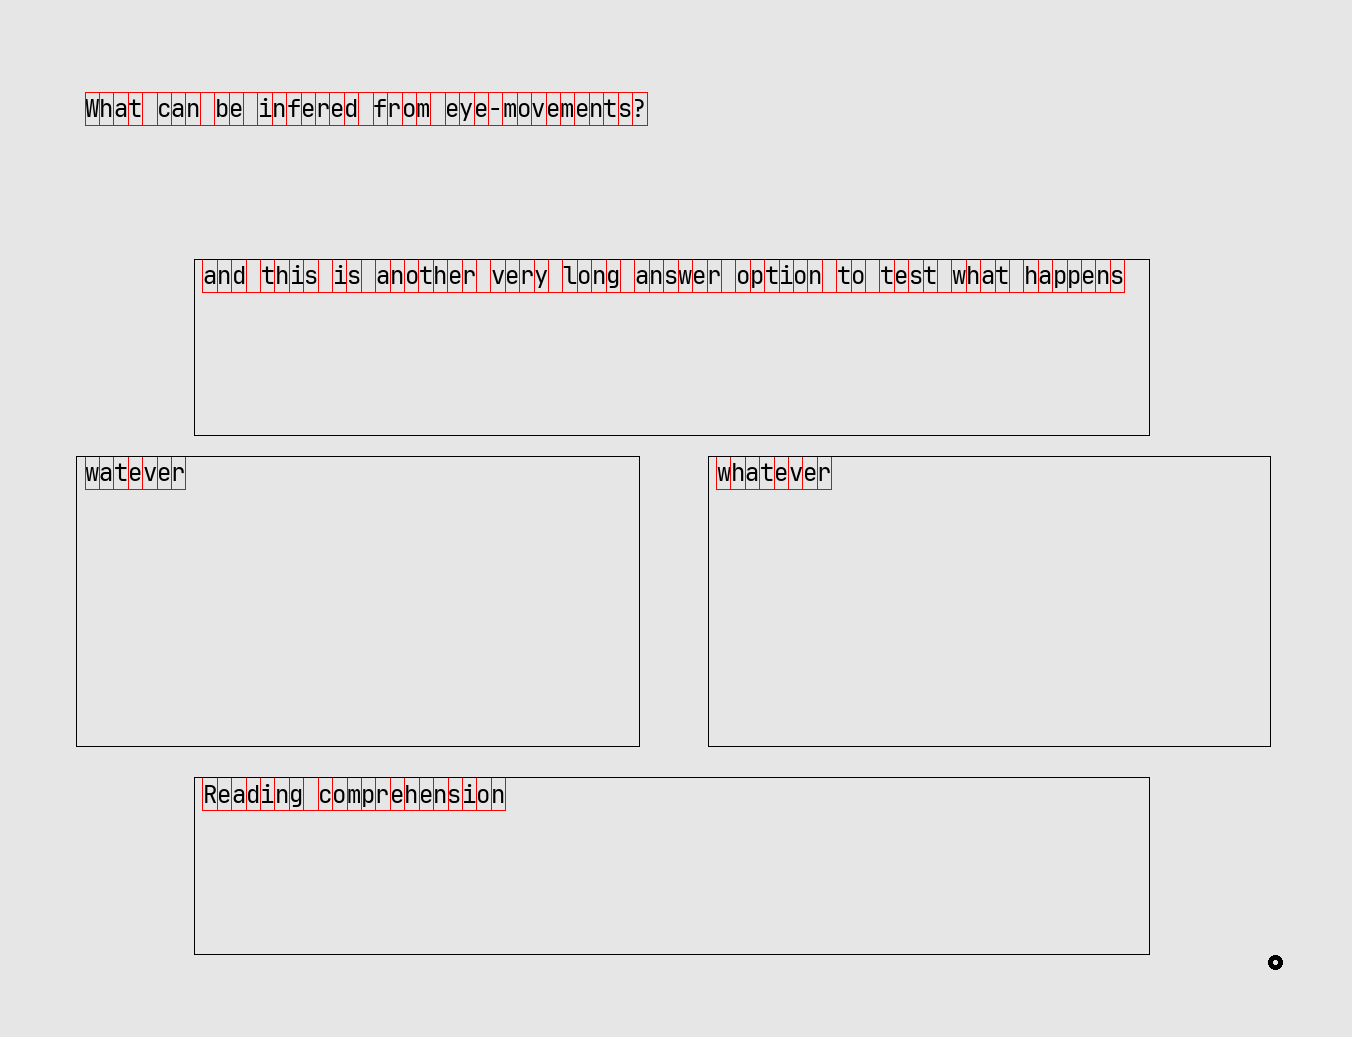 What can be infered from eye-movements?
and this is another very long answer option to test what happens
watever
whatever
Reading comprehension